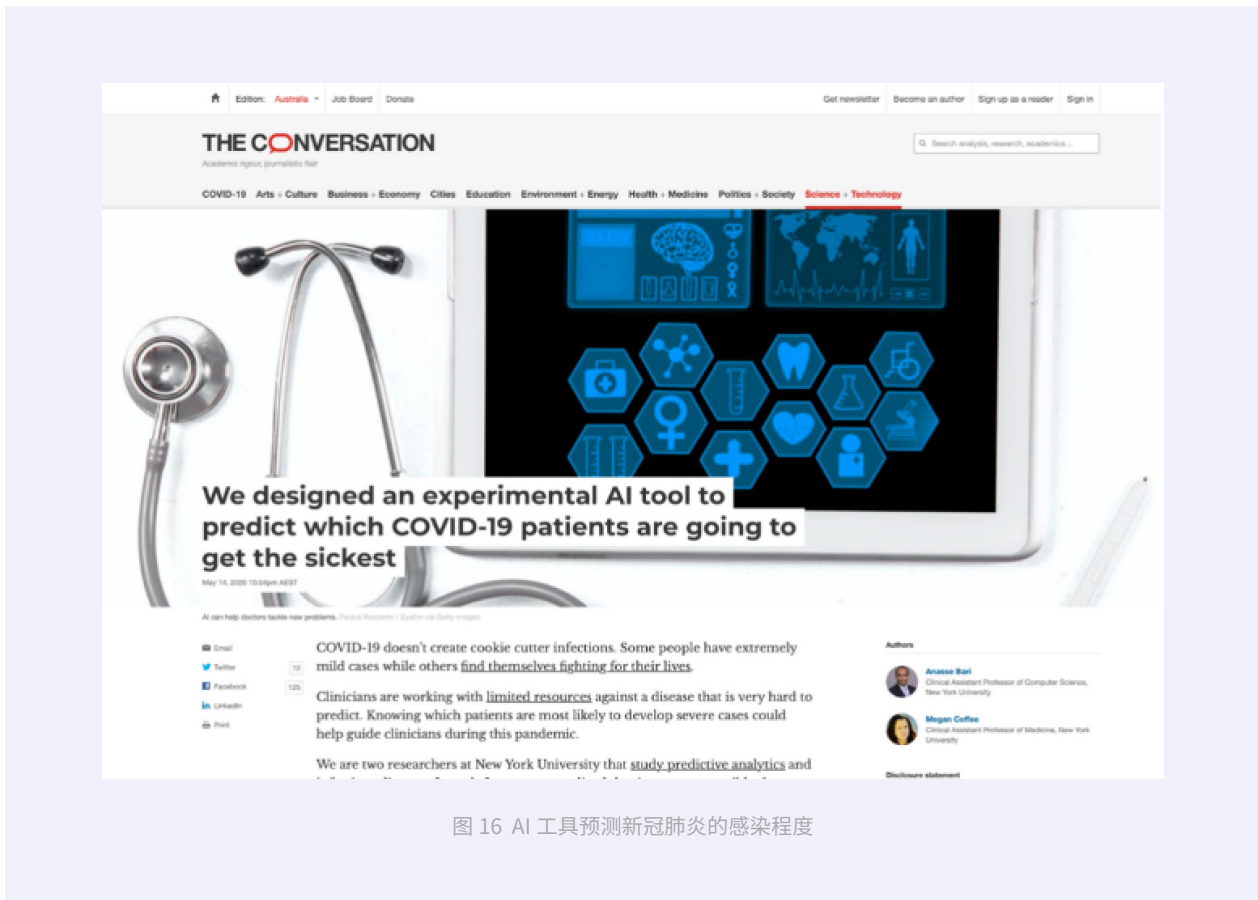 Edition: Australia Job Board Donate
Get newsletter Become an author Sign up as a reader Sign in
THE CONVERSATION
Academic rigour, journalistic flair
Search analysis, research, academics...
COVID-19 Arts + Culture Business + Economy Cities Education Environment + Energy Health + Medicine Politics + Society Science + Technology
We designed an experimental AI tool to
predict which COVID-19 patients are going to
get the sickest
May 14, 2020 10.04pm AEST
AI can help doctors tackle new problems. Paulus Rusyanto / EyeEm via Getty Images
Email
Twitter 12
Facebook 125
LinkedIn
Print
COVID-19 doesn't create cookie cutter infections. Some people have extremely
mild cases while others find themselves fighting for their lives.
Clinicians are working with limited resources against a disease that is very hard to
predict. Knowing which patients are most likely to develop severe cases could
help guide clinicians during this pandemic.
We are two researchers at New York University that study predictive analytics and
Authors
Anasse Bari
Clinical Assistant Professor of Computer Science,
New York University
Megan Coffee
Clinical Assistant Professor of Medicine, New York
University
Disclosure statement
图 16 AI 工具预测新冠肺炎的感染程度